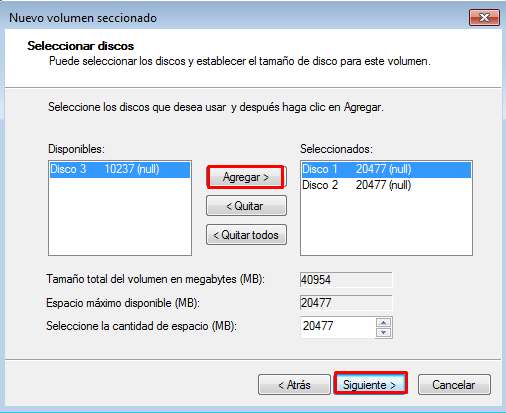 Nuevo volumen seccionado
Seleccionar discos
Puede seleccionar los discos y establecer el tamaño de disco para este volumen.
Seleccione los discos que desea usar y después haga clic en Agregar.
Disponibles:
Disco 3 10237 (null)
Agregar >
< Quitar
< Quitar todos
Seleccionados:
Disco 1 20477 (null)
Disco 2 20477 (null)
Tamaño total del volumen en megabytes (MB): 40954
Espacio máximo disponible (MB): 20477
Seleccione la cantidad de espacio (MB): 20477
< Atrás Siguiente > Cancelar